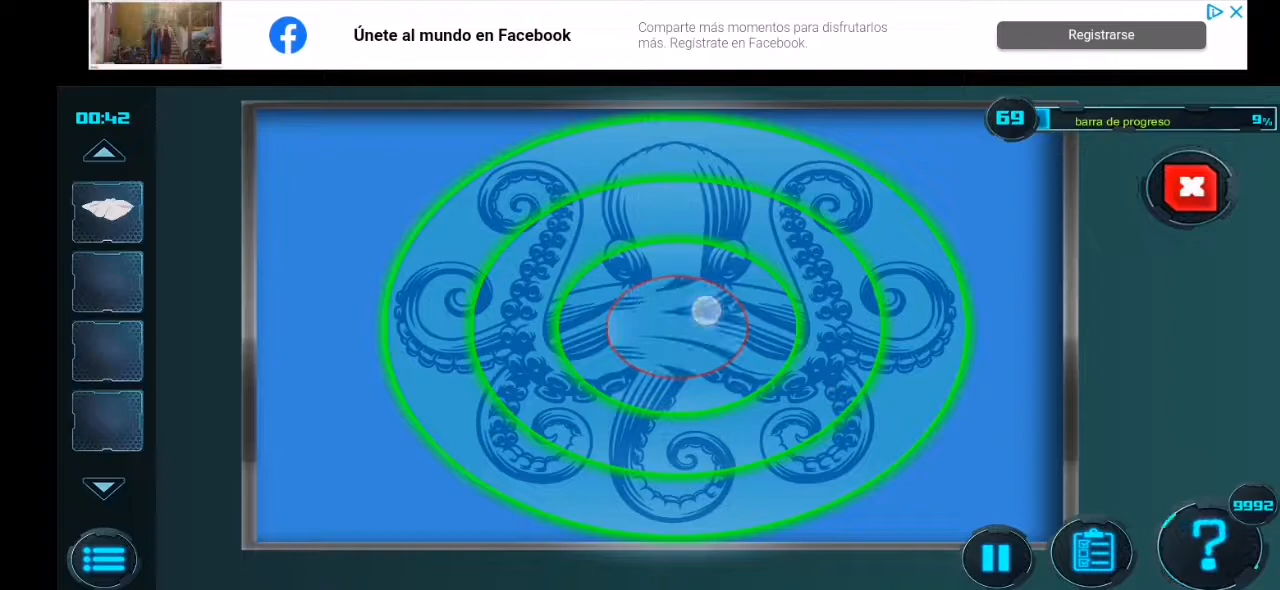 Únete al mundo en Facebook
Comparte más momentos para disfrutarlos
más. Regístrate en Facebook.
Registrarse
00:42
69
barra de progreso
9%
9992